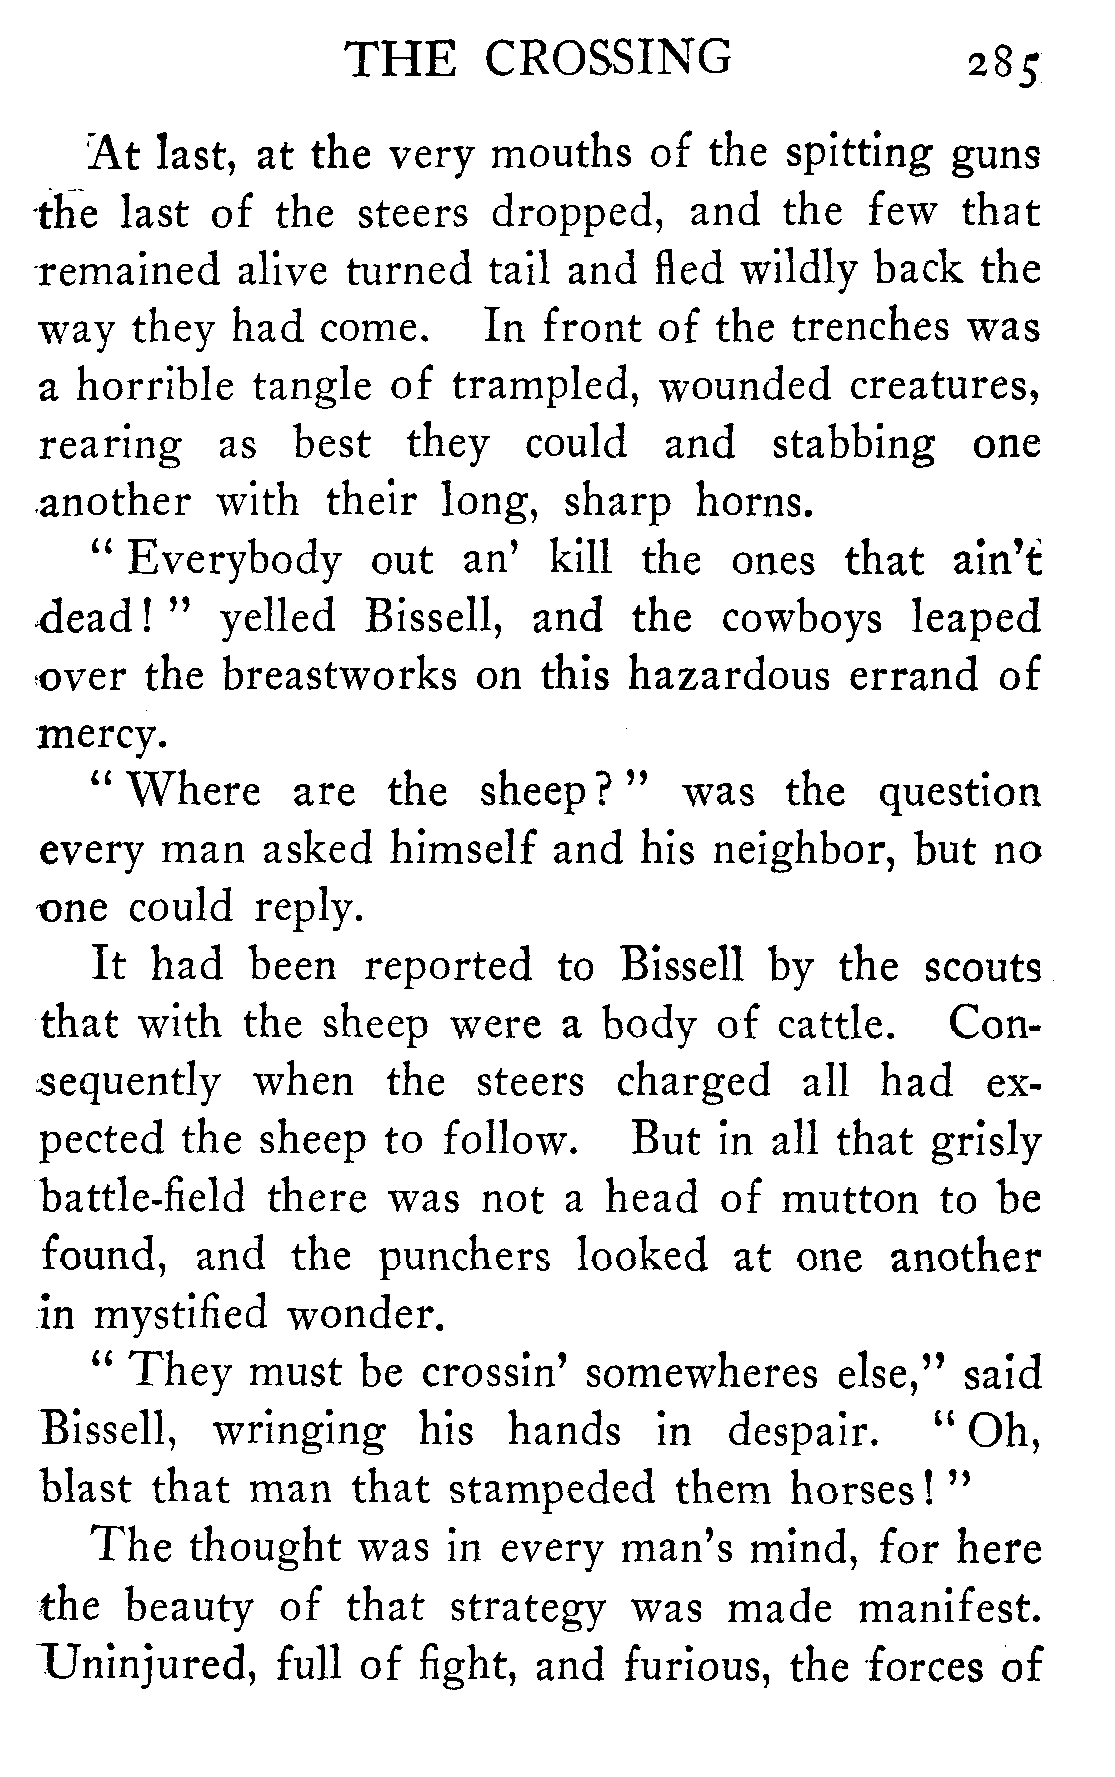 THE CROSSING 285
At last, at the very mouths of the spitting guns
the last of the steers dropped, and the few that
remained alive turned tail and fled wildly back the
way they had come. In front of the trenches was
a horrible tangle of trampled, wounded creatures,
rearing as best they could and stabbing one
another with their long, sharp horns.
“ Everybody out an’ kill the ones that ain’t
dead! ” yelled Bissell, and the cowboys leaped
over the breastworks on this hazardous errand of
mercy.
“ Where are the sheep? ” was the question
every man asked himself and his neighbor, but no
one could reply.
It had been reported to Bissell by the scouts
that with the sheep were a body of cattle. Con-
sequently when the steers charged all had ex-
pected the sheep to follow. But in all that grisly
battle-field there was not a head of mutton to be
found, and the punchers looked at one another
in mystified wonder.
“ They must be crossin’ somewheres else,” said
Bissell, wringing his hands in despair. “ Oh,
blast that man that stampeded them horses! ”
The thought was in every man’s mind, for here
the beauty of that strategy was made manifest.
Uninjured, full of fight, and furious, the forces of